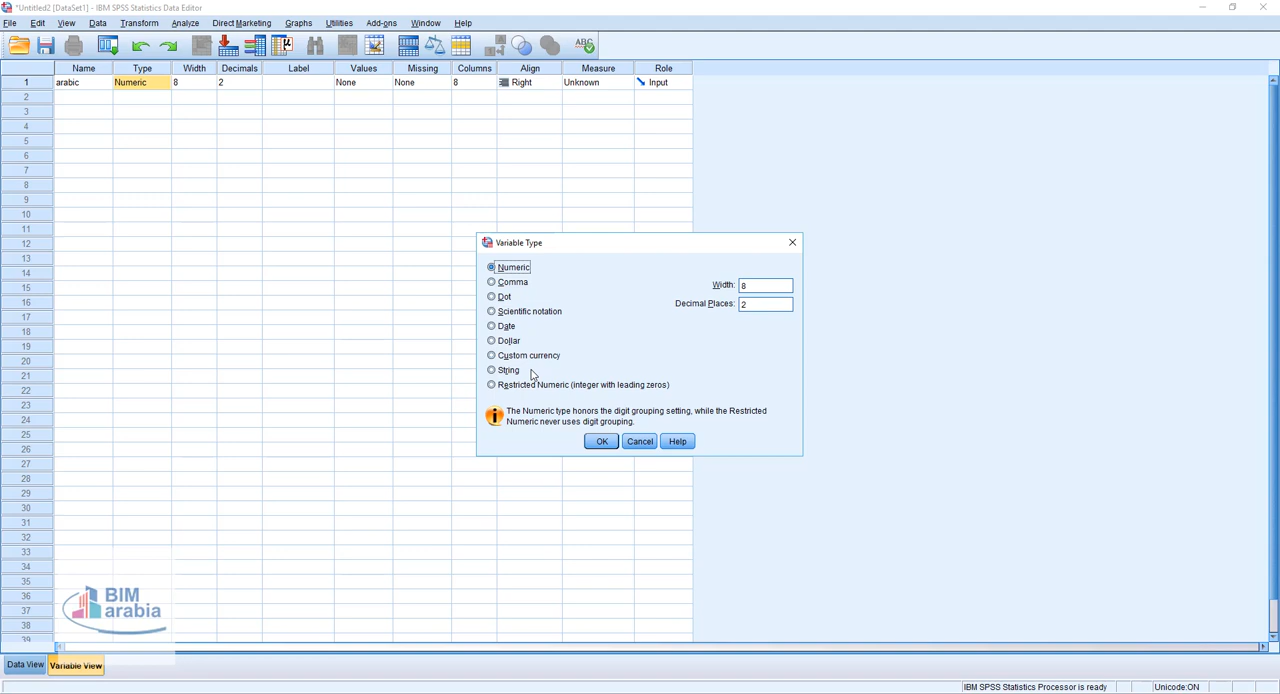 *Untitled2 [DataSet1] - IBM SPSS Statistics Data Editor
File Edit View Data Transform Analyze Direct Marketing Graphs Utilities Add-ons Window Help
Name Type Width Decimals Label Values Missing Columns Align Measure Role
1 arabic Numeric 8 2 None None 8 Right Unknown Input
2
3
4
5
6
7
8
9
10
11
12
13
14
15
16
17
18
19
20
21
22
23
24
25
26
27
28
29
30
31
32
33
34
35
36
37
38
39
Variable Type
Numeric
Comma
Dot
Scientific notation
Date
Dollar
Custom currency
String
Restricted Numeric (integer with leading zeros)
Width: 8
Decimal Places: 2
The Numeric type honors the digit grouping setting, while the Restricted
Numeric never uses digit grouping.
OK Cancel Help
BIM
arabia
Data View Variable View
IBM SPSS Statistics Processor is ready Unicode:ON